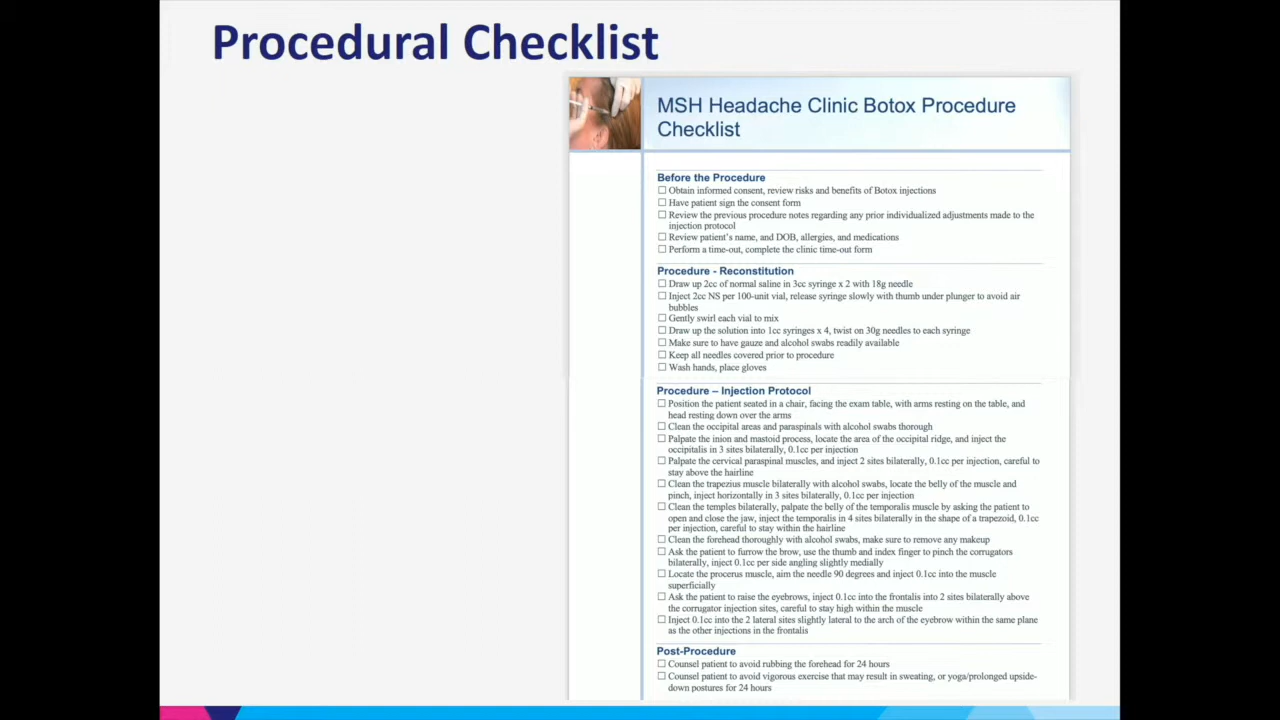 Procedural Checklist
MSH Headache Clinic Botox Procedure
Checklist
Before the Procedure
☐ Obtain informed consent, review risks and benefits of Botox injections
☐ Have patient sign the consent form
☐ Review the previous procedure notes regarding any prior individualized adjustments made to the
injection protocol
☐ Review patient's name, and DOB, allergies, and medications
☐ Perform a time-out, complete the clinic time-out form
Procedure - Reconstitution
☐ Draw up 2cc of normal saline in 3cc syringe x 2 with 18g needle
☐ Inject 2cc NS per 100-unit vial, release syringe slowly with thumb under plunger to avoid air
bubbles
☐ Gently swirl each vial to mix
☐ Draw up the solution into 1cc syringes x 4, twist on 30g needles to each syringe
☐ Make sure to have gauze and alcohol swabs readily available
☐ Keep all needles covered prior to procedure
☐ Wash hands, place gloves
Procedure – Injection Protocol
☐ Position the patient seated in a chair, facing the exam table, with arms resting on the table, and
head resting down over the arms
☐ Clean the occipital areas and paraspinals with alcohol swabs thorough
☐ Palpate the inion and mastoid process, locate the area of the occipital ridge, and inject the
occipitalis in 3 sites bilaterally, 0.1cc per injection
☐ Palpate the cervical paraspinal muscles, and inject 2 sites bilaterally, 0.1cc per injection, careful to
stay above the hairline
☐ Clean the trapezius muscle bilaterally with alcohol swabs, locate the belly of the muscle and
pinch, inject horizontally in 3 sites bilaterally, 0.1cc per injection
☐ Clean the temples bilaterally, palpate the belly of the temporalis muscle by asking the patient to
open and close the jaw, inject the temporalis in 4 sites bilaterally in the shape of a trapezoid, 0.1cc
per injection, careful to stay within the hairline
☐ Clean the forehead thoroughly with alcohol swabs, make sure to remove any makeup
☐ Ask the patient to furrow the brow, use the thumb and index finger to pinch the corrugators
bilaterally, inject 0.1cc per side angling slightly medially
☐ Locate the procerus muscle, aim the needle 90 degrees and inject 0.1cc into the muscle
superficially
☐ Ask the patient to raise the eyebrows, inject 0.1cc into the frontalis into 2 sites bilaterally above
the corrugator injection sites, careful to stay high within the muscle
☐ Inject 0.1cc into the 2 lateral sites slightly lateral to the arch of the eyebrow within the same plane
as the other injections in the frontalis
Post-Procedure
☐ Counsel patient to avoid rubbing the forehead for 24 hours
☐ Counsel patient to avoid vigorous exercise that may result in sweating, or yoga/prolonged upside-
down postures for 24 hours